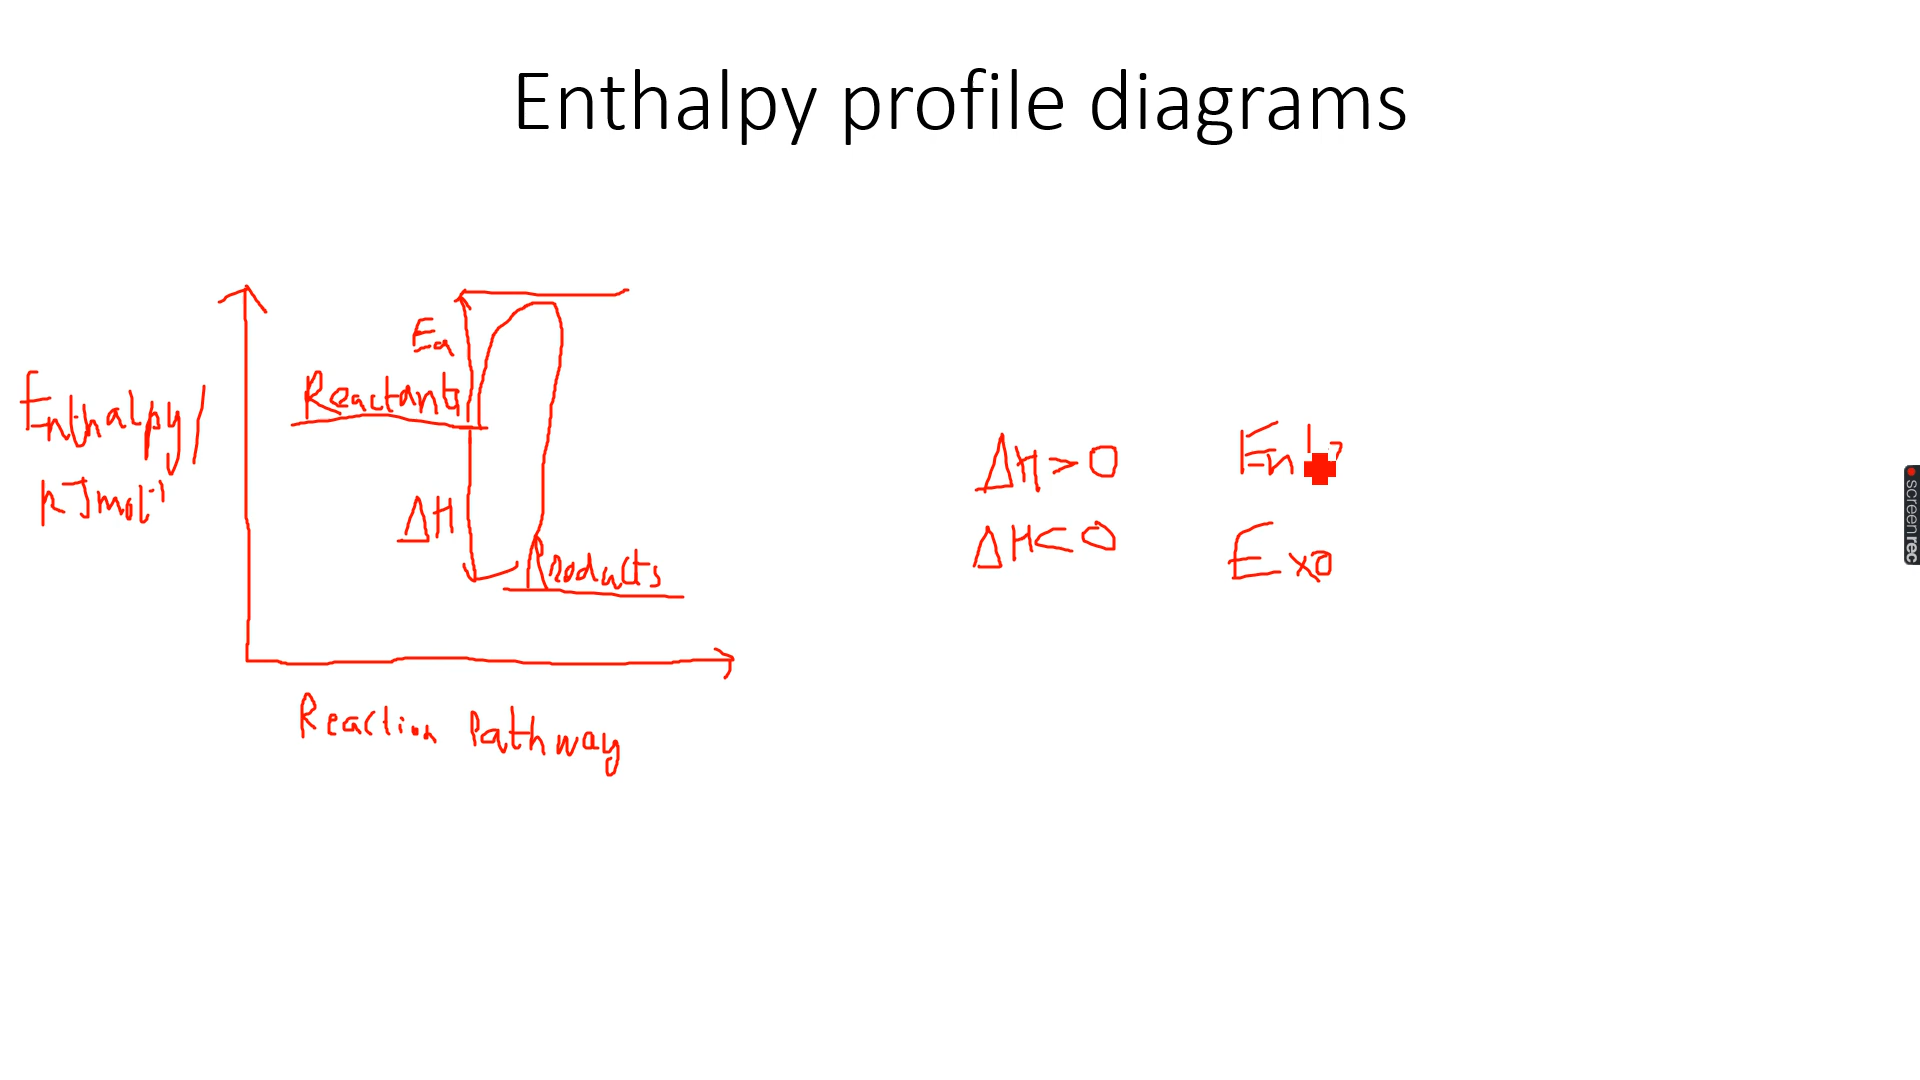 Enthalpy profile diagrams
Ea
Reactants
Enthalpy/
kJmol⁻¹
ΔH
Products
Reaction Pathway
ΔH>0
ΔH<0
Exo
screenrec